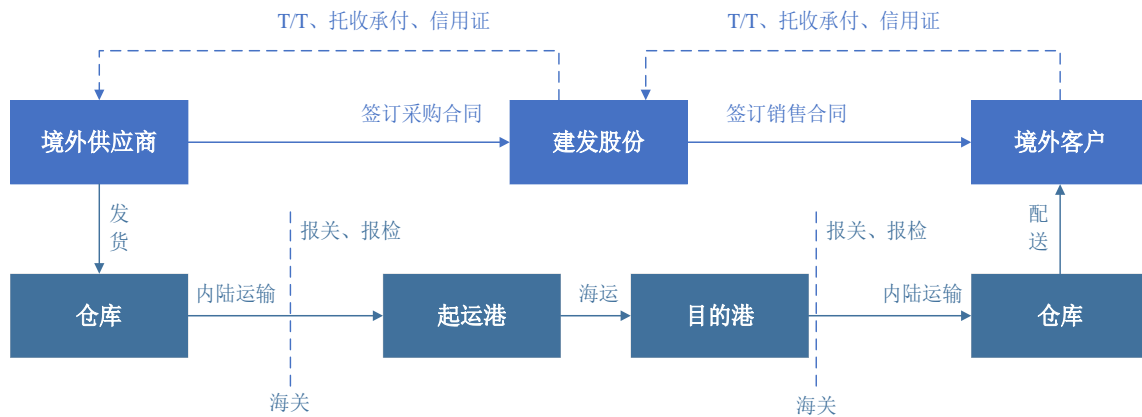 T/T、托收承付、信用证
T/T、托收承付、信用证
签订采购合同
签订销售合同
境外供应商
建发股份
境外客户
发
货
报关、报检
报关、报检
配
送
内陆运输
海运
内陆运输
仓库
起运港
目的港
仓库
海关
海关